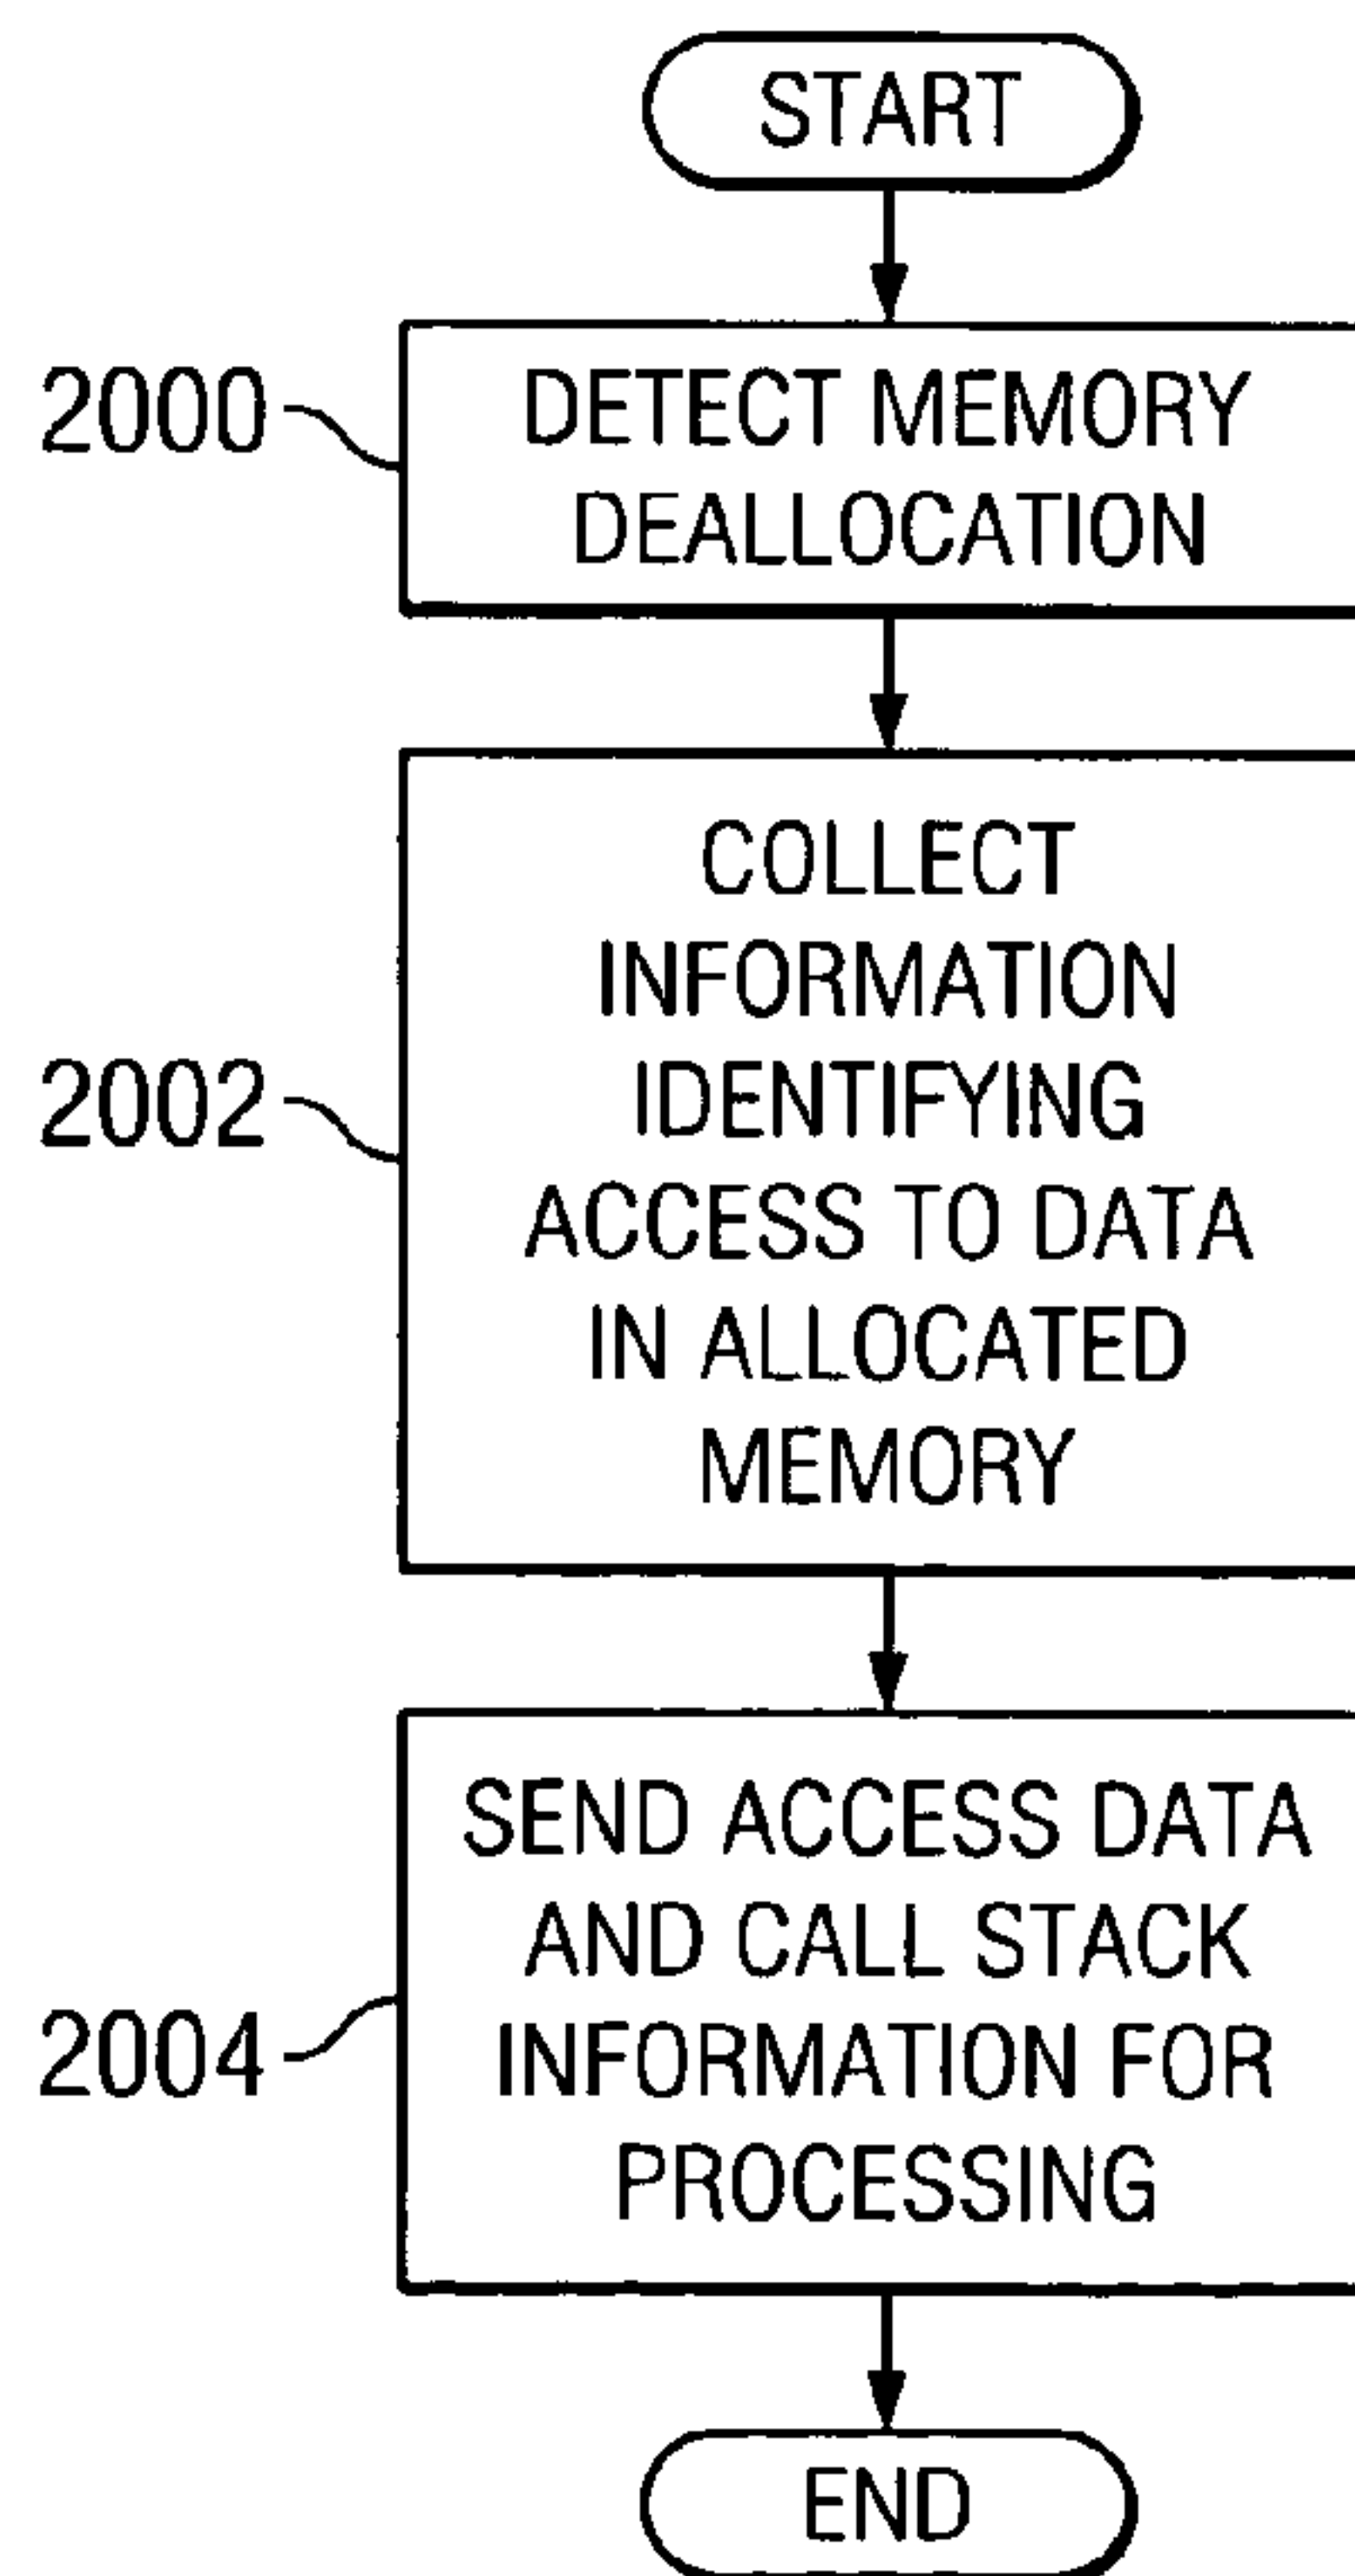 START
2000
DETECT MEMORY
DEALLOCATION
2002
COLLECT
INFORMATION
IDENTIFYING
ACCESS TO DATA
IN ALLOCATED
MEMORY
2004
SEND ACCESS DATA
AND CALL STACK
INFORMATION FOR
PROCESSING
END